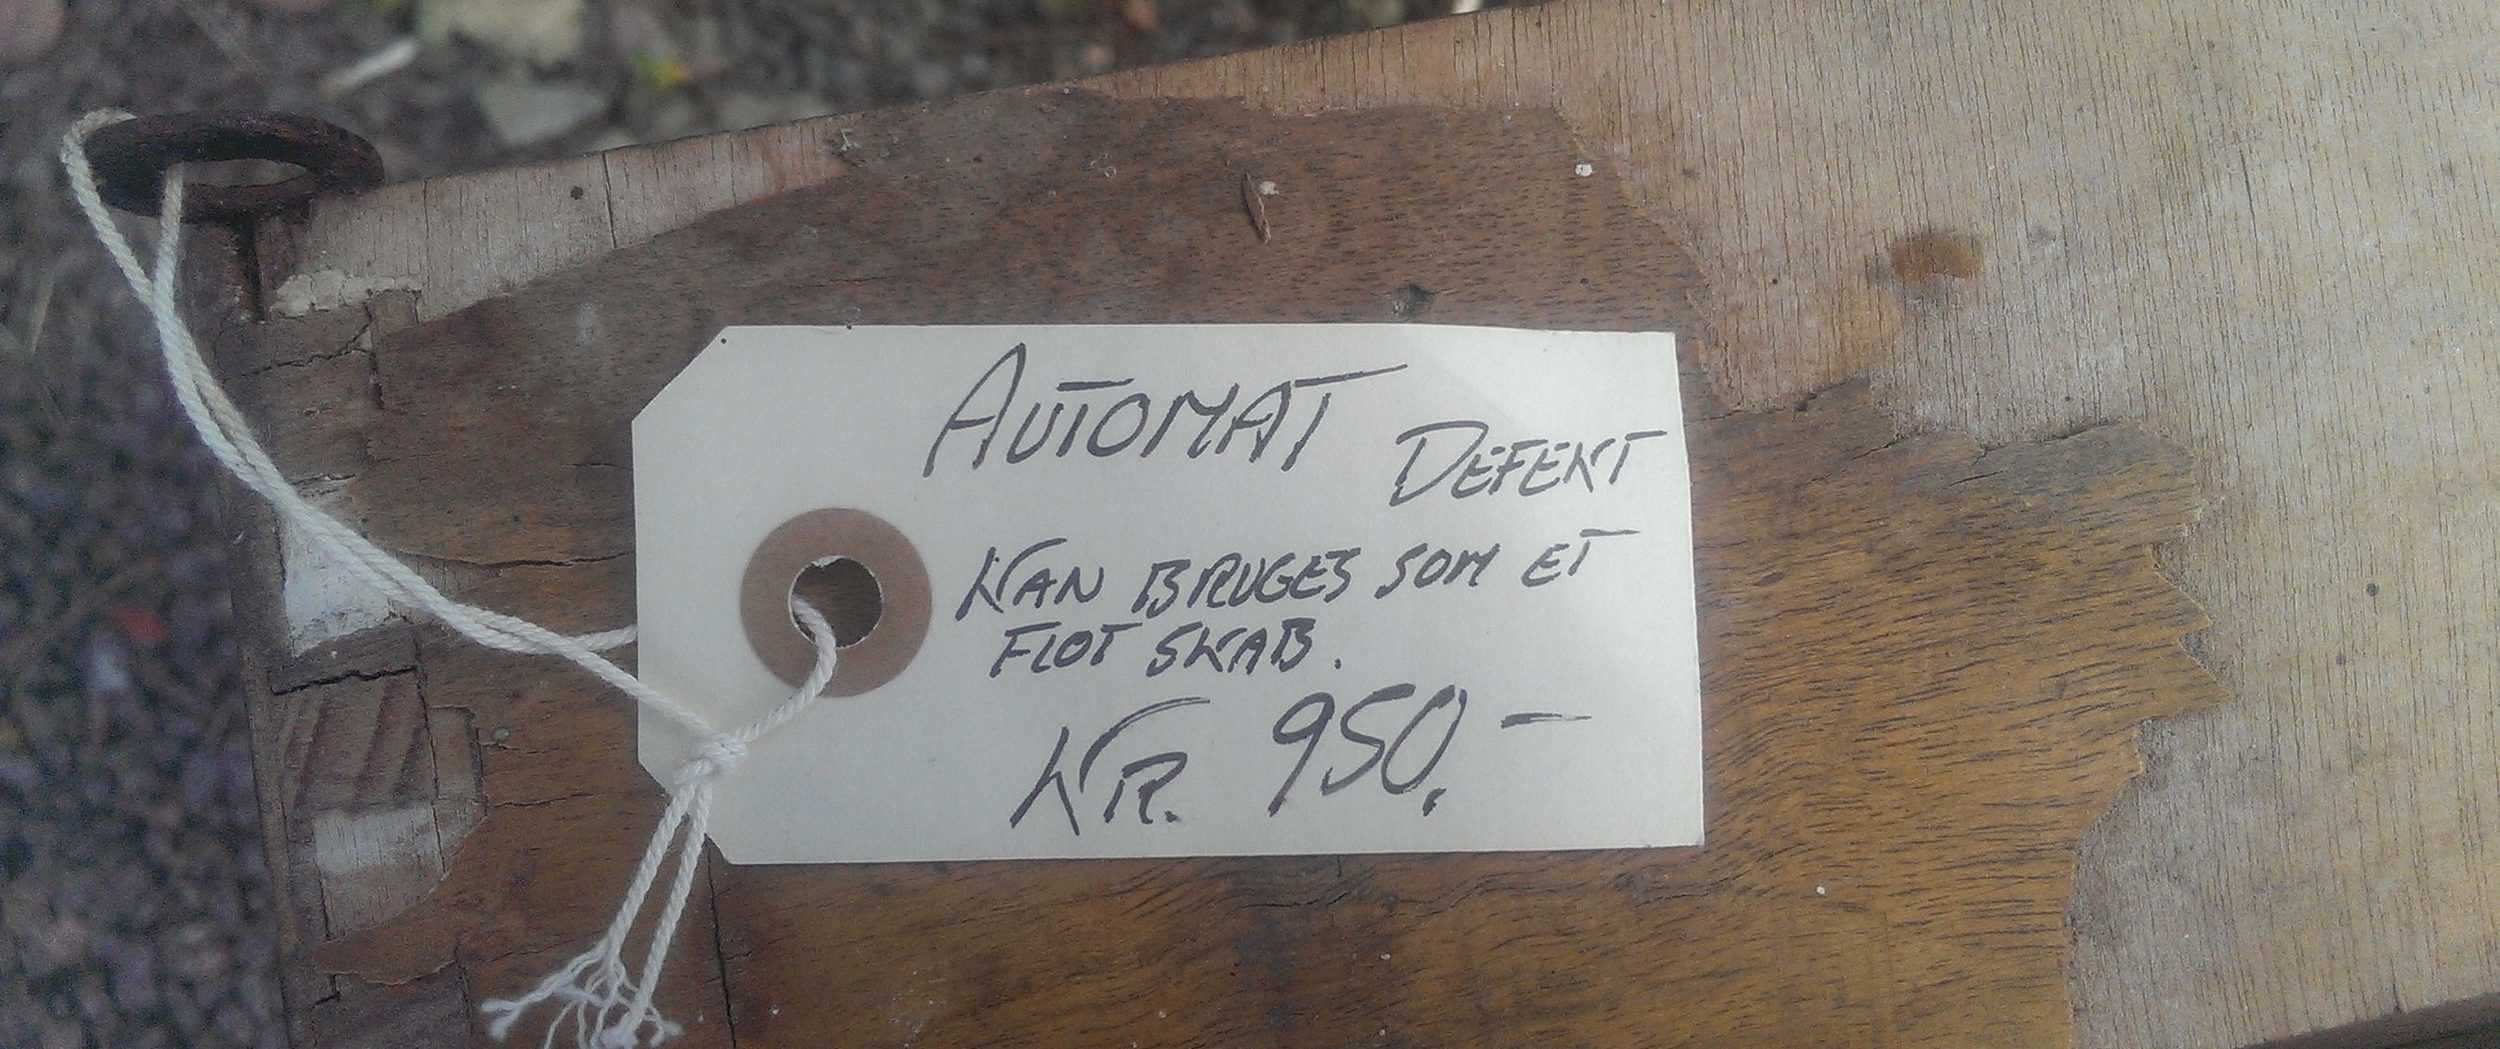 AUTOMAT
DEFEKT
KAN BRUGES SOM ET
FLOT SKAB.
KR. 950,-